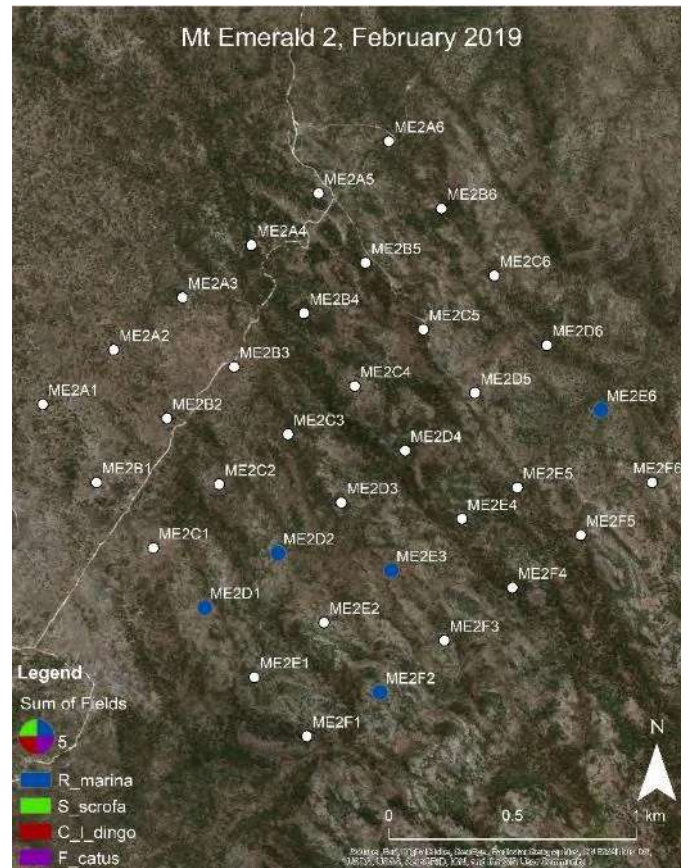 Mt Emerald 2, February 2019
ME2A6
ME2A5
ME2B6
ME2A4
ME2B5
ME2C6
ME2A3
ME2B4
ME2C5
ME2A2
ME2D6
ME2B3
ME2C4
ME2D5
ME2A1
ME2E6
ME2B2
ME2C3
ME2D4
ME2B1
ME2C2
ME2E5
ME2F6
ME2D3
ME2E4
ME2C1
ME2D2
ME2F5
ME2E3
ME2F4
ME2D1
ME2E2
ME2F3
ME2E1
ME2F2
ME2F1
Legend
Sum of Fields
5
R_marina
S_scrofa
C_l_dingo
F_catus
N
0 0.5 1 km